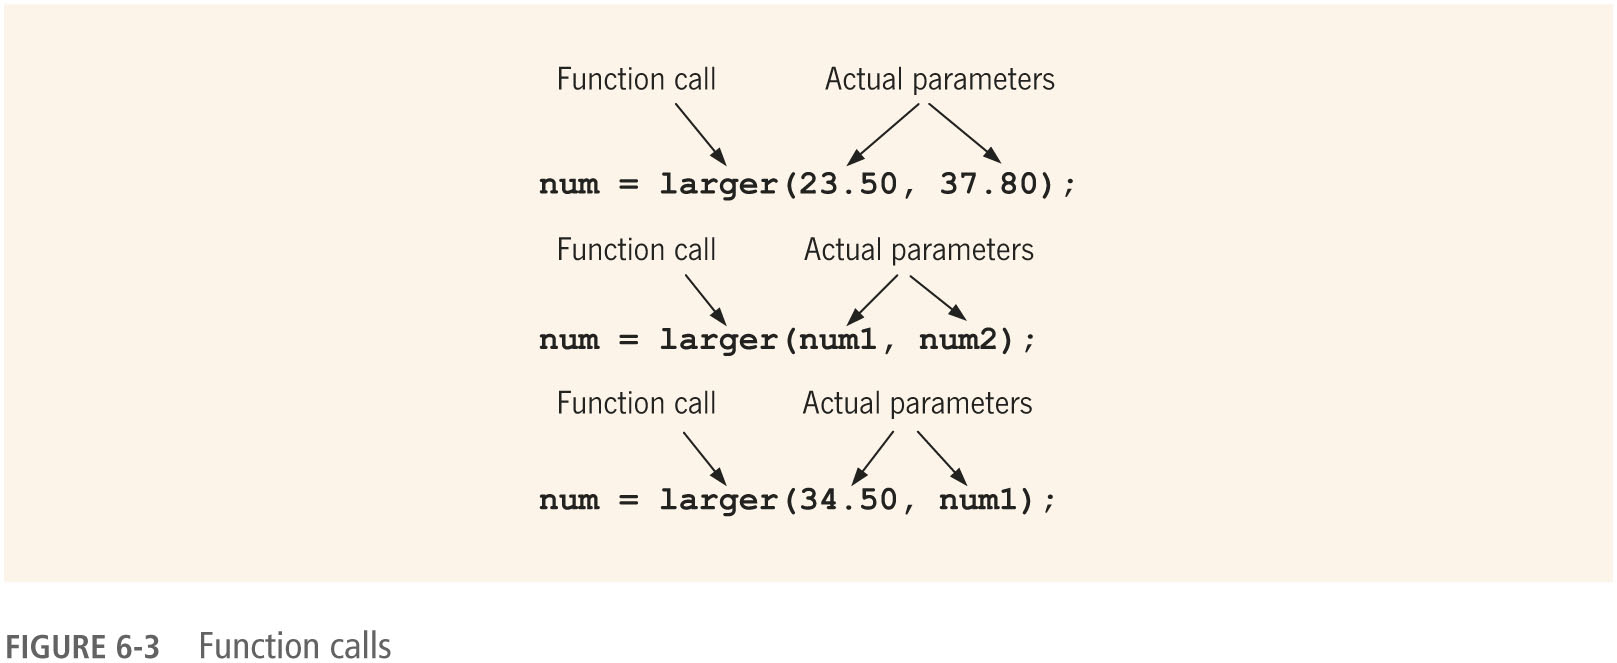 Function call Actual parameters
num = larger(23.50, 37.80);
Function call Actual parameters
num = larger(num1, num2);
Function call Actual parameters
num = larger(34.50, num1);
FIGURE 6-3 Function calls